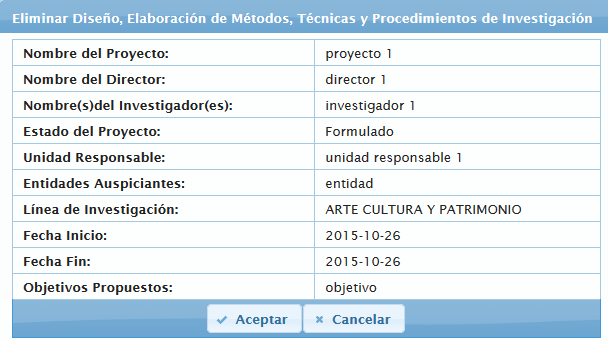 Eliminar Diseño, Elaboración de Métodos, Técnicas y Procedimientos de Investigación
Nombre del Proyecto: proyecto 1
Nombre del Director: director 1
Nombre(s)del Investigador(es): investigador 1
Estado del Proyecto: Formulado
Unidad Responsable: unidad responsable 1
Entidades Auspiciantes: entidad
Línea de Investigación: ARTE CULTURA Y PATRIMONIO
Fecha Inicio: 2015-10-26
Fecha Fin: 2015-10-26
Objetivos Propuestos: objetivo
Aceptar Cancelar